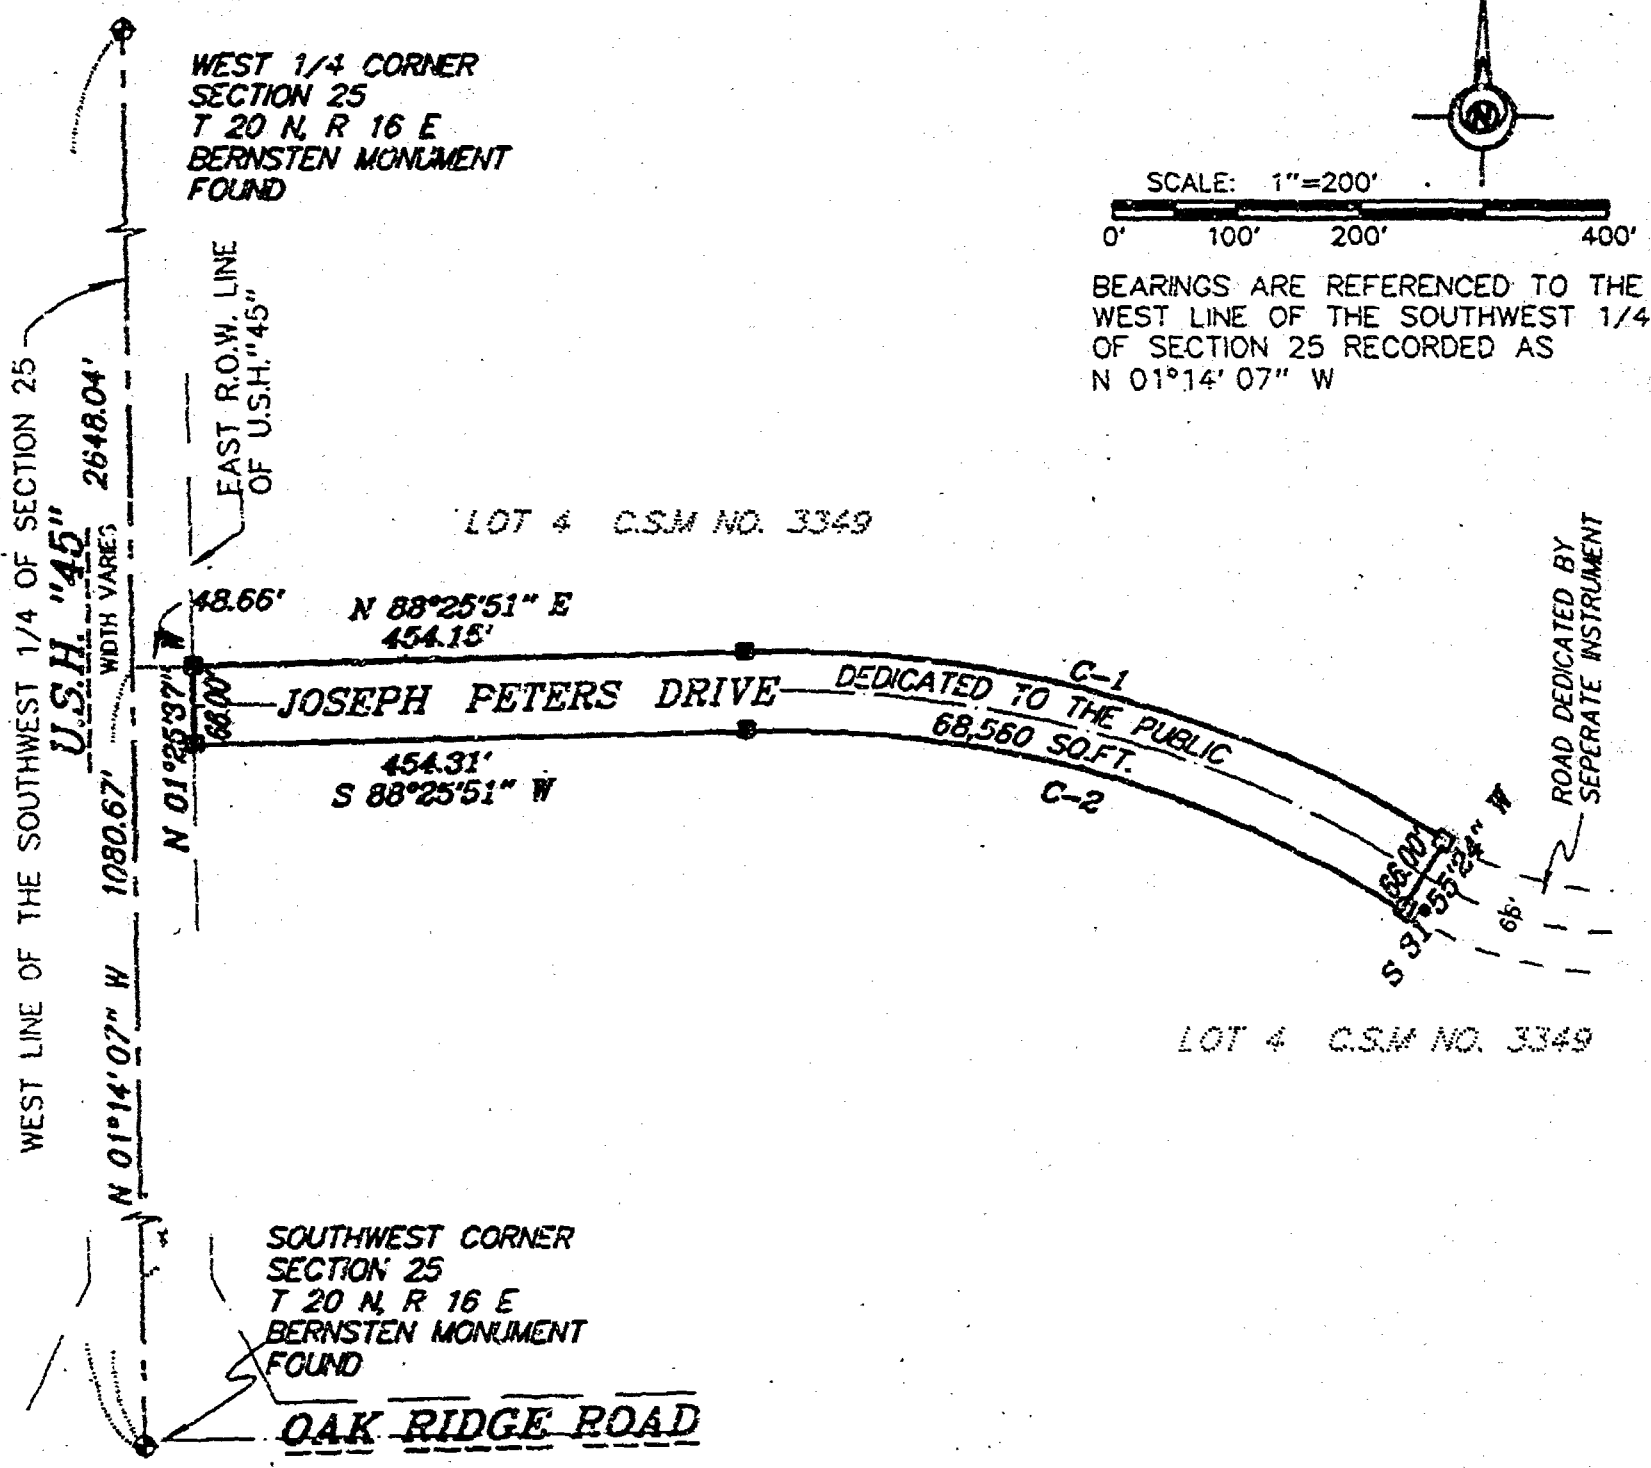 WEST 1/4 CORNER
SECTION 25
T 20 N, R 16 E
BERNSTEN MONUMENT
FOUND
N
SCALE: 1"=200'
0' 100' 200' 400'
BEARINGS ARE REFERENCED TO THE
WEST LINE OF THE SOUTHWEST 1/4
OF SECTION 25 RECORDED AS
N 01°14'07" W
WEST LINE OF THE SOUTHWEST 1/4 OF SECTION 25
U.S.H. "45"
WIDTH VARIES
2648.04'
1080.67'
N 01°14'07" W
EAST R.O.W. LINE
OF U.S.H. "45"
LOT 4 C.S.M NO. 3349
48.66'
N 88°25'51" E
454.15'
N 01°25'37" W
66.00'
JOSEPH PETERS DRIVE
454.31'
S 88°25'51" W
DEDICATED TO THE PUBLIC
68,560 SQ.FT.
C-1
C-2
66.00'
S 31°55'24" W
66'
ROAD DEDICATED BY
SEPERATE INSTRUMENT
LOT 4 C.S.M NO. 3349
SOUTHWEST CORNER
SECTION 25
T 20 N, R 16 E
BERNSTEN MONUMENT
FOUND
OAK RIDGE ROAD